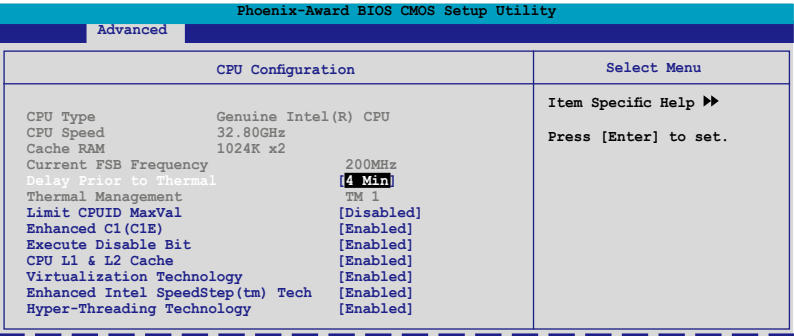 Phoenix-Award BIOS CMOS Setup Utility
Advanced
CPU Configuration
Select Menu
Item Specific Help ▶▶
Press [Enter] to set.
CPU Type Genuine Intel(R) CPU
CPU Speed 32.80GHz
Cache RAM 1024K x2
Current FSB Frequency 200MHz
Delay Prior to Thermal [4 Min]
Thermal Management TM 1
Limit CPUID MaxVal [Disabled]
Enhanced C1(C1E) [Enabled]
Execute Disable Bit [Enabled]
CPU L1 & L2 Cache [Enabled]
Virtualization Technology [Enabled]
Enhanced Intel SpeedStep(tm) Tech [Enabled]
Hyper-Threading Technology [Enabled]